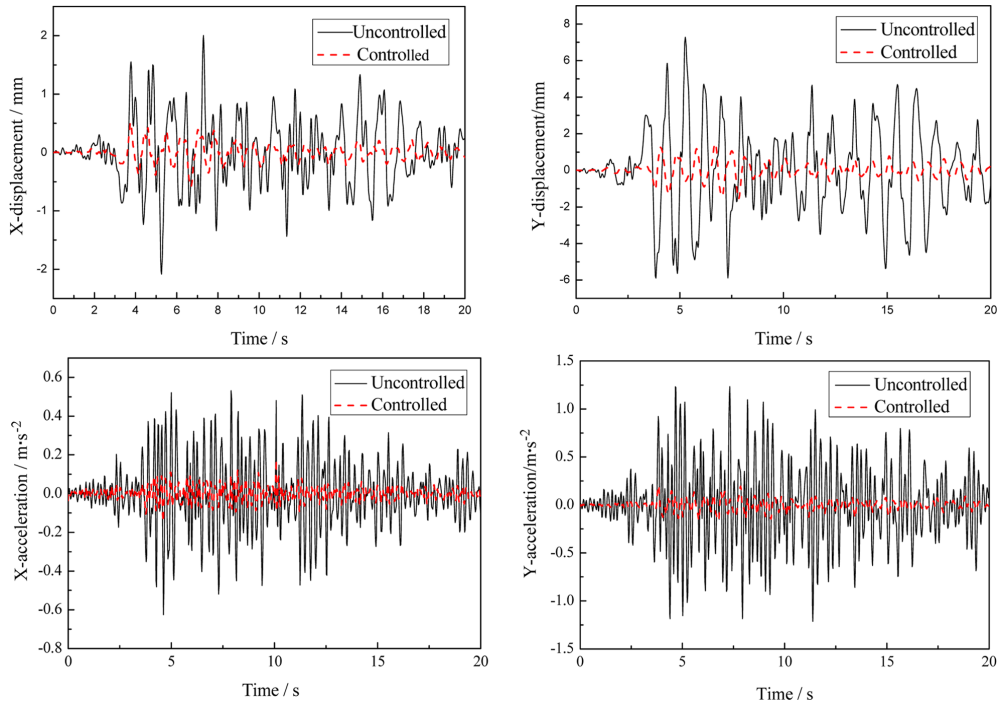 Uncontrolled
Controlled
X-displacement / mm
2
1
0
-1
-2
0 2 4 6 8 10 12 14 16 18 20
Time / s
Uncontrolled
Controlled
Y-displacement/mm
8
6
4
2
0
-2
-4
-6
0 5 10 15 20
Time / s
Uncontrolled
Controlled
X-acceleration / m·s-2
0.6
0.4
0.2
0.0
-0.2
-0.4
-0.6
-0.8
0 5 10 15 20
Time / s
Uncontrolled
Controlled
Y-acceleration/m·s-2
1.5
1.0
0.5
0.0
-0.5
-1.0
-1.5
0 5 10 15 20
Time / s